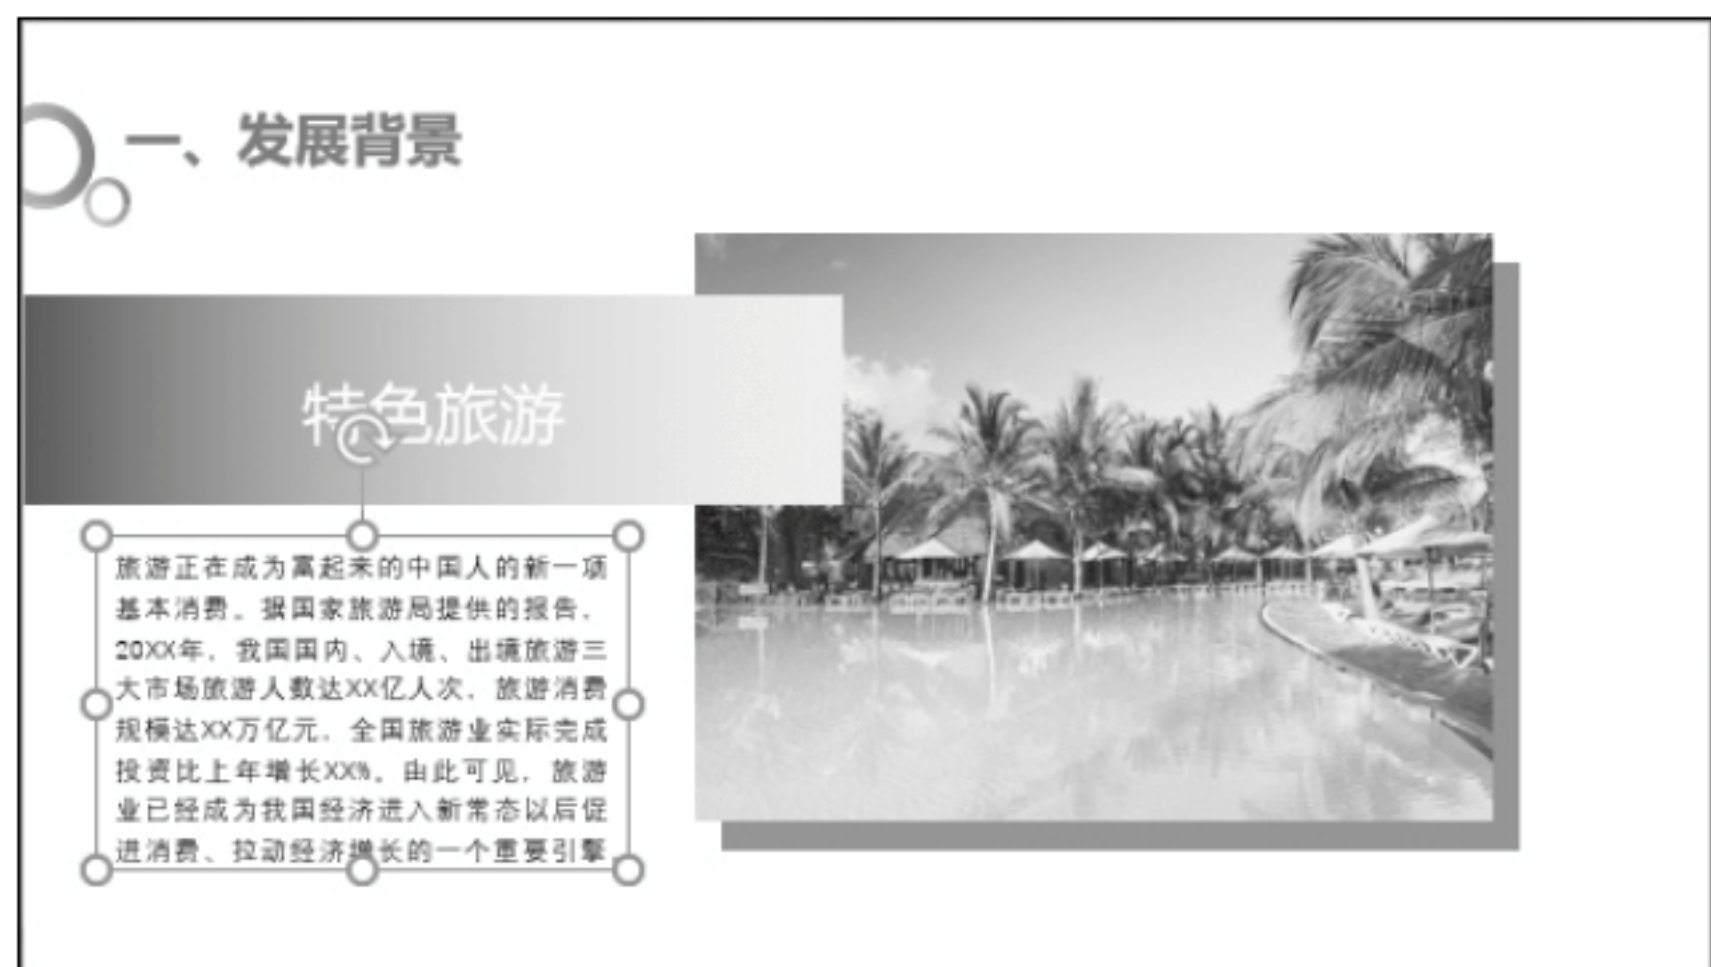 一、发展背景
特色旅游
旅游正在成为富起来的中国人的新一项
基本消费。据国家旅游局提供的报告，
20XX年，我国国内、入境、出境旅游三
大市场旅游人数达XX亿人次，旅游消费
规模达XX万亿元，全国旅游业实际完成
投资比上年增长XX%。由此可见，旅游
业已经成为我国经济进入新常态以后促
进消费、拉动经济增长的一个重要引擎